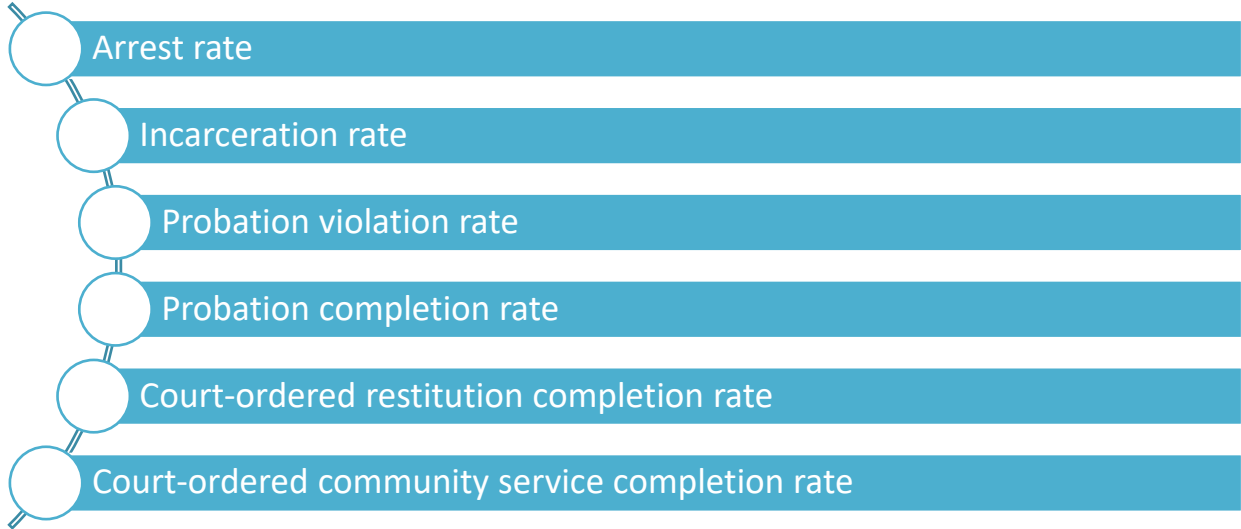 Arrest rate
Incarceration rate
Probation violation rate
Probation completion rate
Court-ordered restitution completion rate
Court-ordered community service completion rate